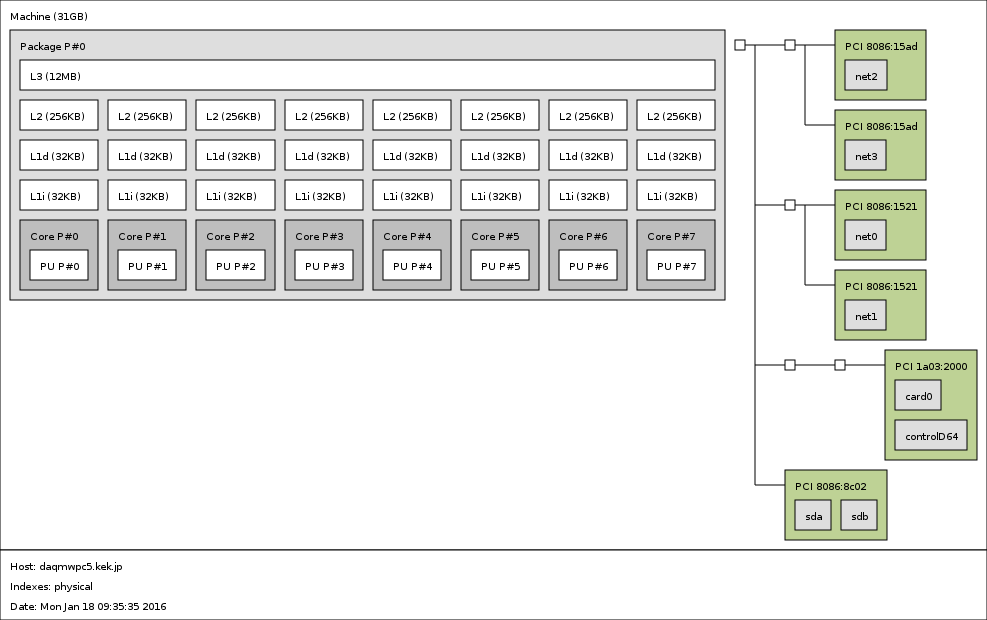 Machine (31GB)
Package P#0
L3 (12MB)
L2 (256KB) L2 (256KB) L2 (256KB) L2 (256KB) L2 (256KB) L2 (256KB) L2 (256KB) L2 (256KB)
L1d (32KB) L1d (32KB) L1d (32KB) L1d (32KB) L1d (32KB) L1d (32KB) L1d (32KB) L1d (32KB)
L1i (32KB) L1i (32KB) L1i (32KB) L1i (32KB) L1i (32KB) L1i (32KB) L1i (32KB) L1i (32KB)
Core P#0 Core P#1 Core P#2 Core P#3 Core P#4 Core P#5 Core P#6 Core P#7
PU P#0 PU P#1 PU P#2 PU P#3 PU P#4 PU P#5 PU P#6 PU P#7
PCI 8086:15ad
net2
PCI 8086:15ad
net3
PCI 8086:1521
net0
PCI 8086:1521
net1
PCI 1a03:2000
card0
controlD64
PCI 8086:8c02
sda sdb
Host: daqmwpc5.kek.jp
Indexes: physical
Date: Mon Jan 18 09:35:35 2016